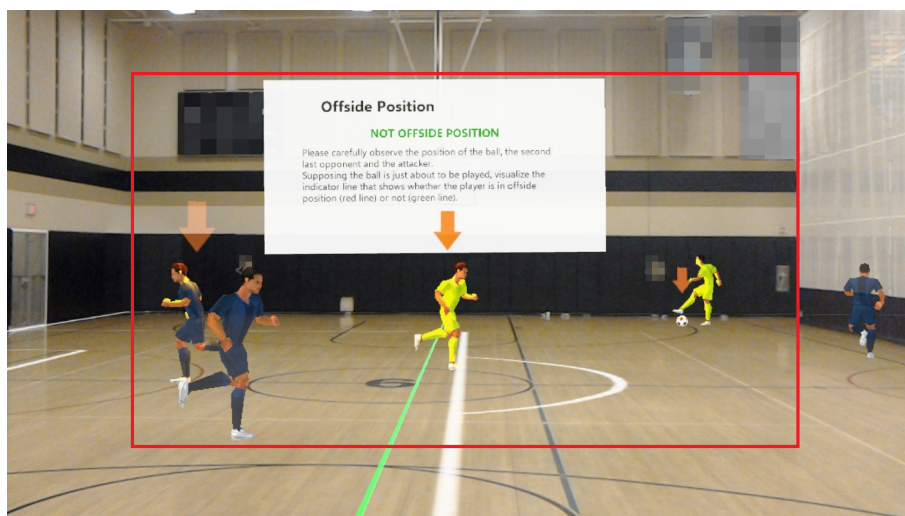 Offside Position
NOT OFFSIDE POSITION
Please carefully observe the position of the ball, the second
last opponent and the attacker.
Supposing the ball is just about to be played, visualize the
indicator line that shows whether the player is in offside
position (red line) or not (green line).